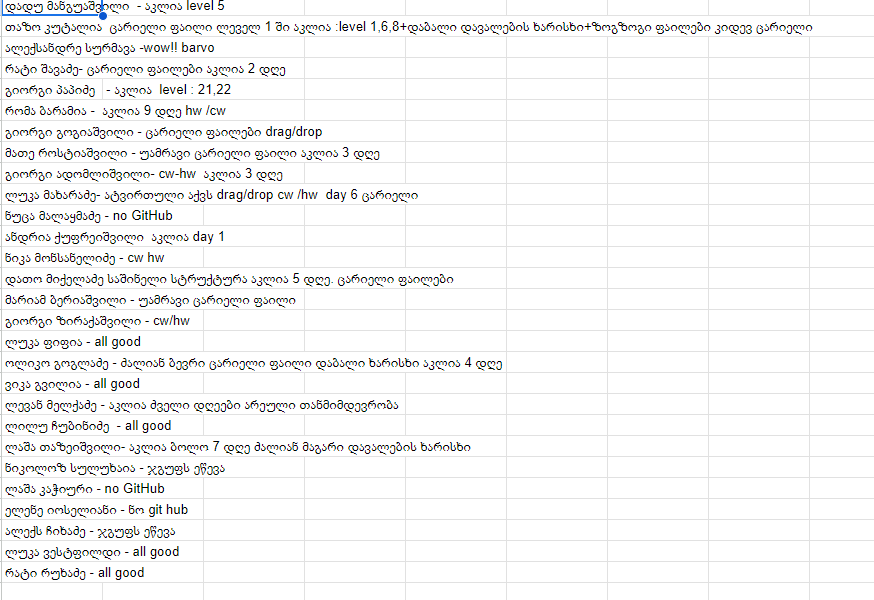 დადუ მანგუაშვილი - აკლია level 5
თაზო კუტალია ცარიელი ფაილი ლეველ 1 ში აკლია :level 1,6,8+დაბალი დავალების ხარისხი+ზოგზოგი ფაილები კიდევ ცარიელი
ალექსანდრე სურმავა -wow!! barvo
რატი შავაძე- ცარიელი ფაილები აკლია 2 დღე
გიორგი პაპიძე - აკლია level : 21,22
რომა ბარამია - აკლია 9 დღე hw /cw
გიორგი გოგიაშვილი - ცარიელი ფაილები drag/drop
მათე როსტიაშვილი - უამრავი ცარიელი ფაილი აკლია 3 დღე
გიორგი ადომლიშვილი- cw-hw აკლია 3 დღე
ლუკა მახარაძე- ატვირთული აქვს drag/drop cw /hw day 6 ცარიელი
ნუცა მალაყმაძე - no GitHub
ანდრია ქუფრეიშვილი აკლია day 1
ნიკა მონსანელიძე - cw hw
დათო მიქელაძე საშინელი სტრუქტურა აკლია 5 დღე. ცარიელი ფაილები
მარიამ ბერიაშვილი - უამრავი ცარიელი ფაილი
გიორგი ზირაქაშვილი - cw/hw
ლუკა ფიფია - all good
ოლიკო გოგლაძე - ძალიან ბევრი ცარიელი ფაილი დაბალი ხარისხი აკლია 4 დღე
ვიკა გვილია - all good
ლევან მელქაძე - აკლია ძველი დღეები არეული თანმიმდევრობა
ლილუ ჩუბინიძე - all good
ლაშა თაზეიშვილი- აკლია ბოლო 7 დღე ძალიან მაგარი დავალების ხარისხი
ნიკოლოზ სულუხაია - ჯგუფს ეწევა
ლაშა კაჭიური - no GitHub
ელენე იოსელიანი - ნო git hub
ალექს ჩიხაძე - ჯგუფს ეწევა
ლუკა ვესტფილდი - all good
რატი რუხაძე - all good